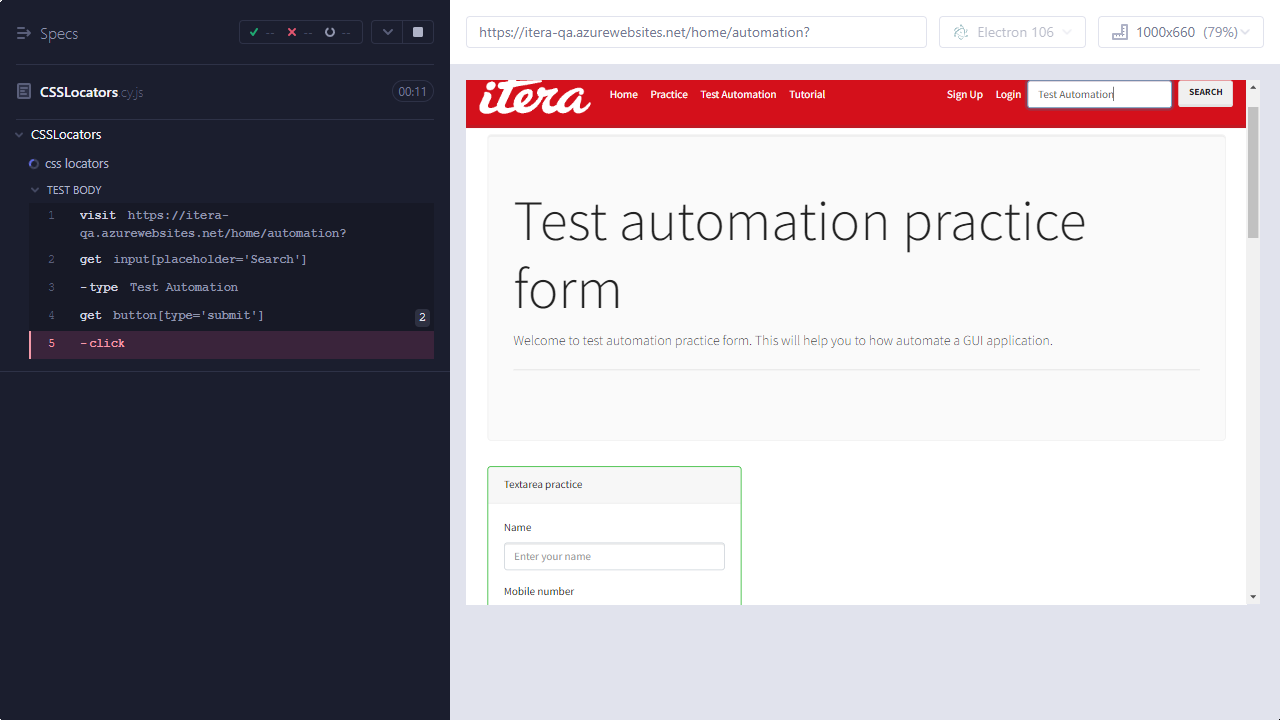 Specs
--
--
--
https://itera-qa.azurewebsites.net/home/automation?
Electron 106
1000x660 (79%)
CSSLocators.cy.js
00:11
CSSLocators
css locators
TEST BODY
1 visit https://itera-
qa.azurewebsites.net/home/automation?
2 get input[placeholder='Search']
3 -type Test Automation
4 get button[type='submit'] 2
5 -click
itera
Home Practice Test Automation Tutorial
Sign Up Login Test Automation SEARCH
Test automation practice
form
Welcome to test automation practice form. This will help you to how automate a GUI application.
Textarea practice
Name
Enter your name
Mobile number